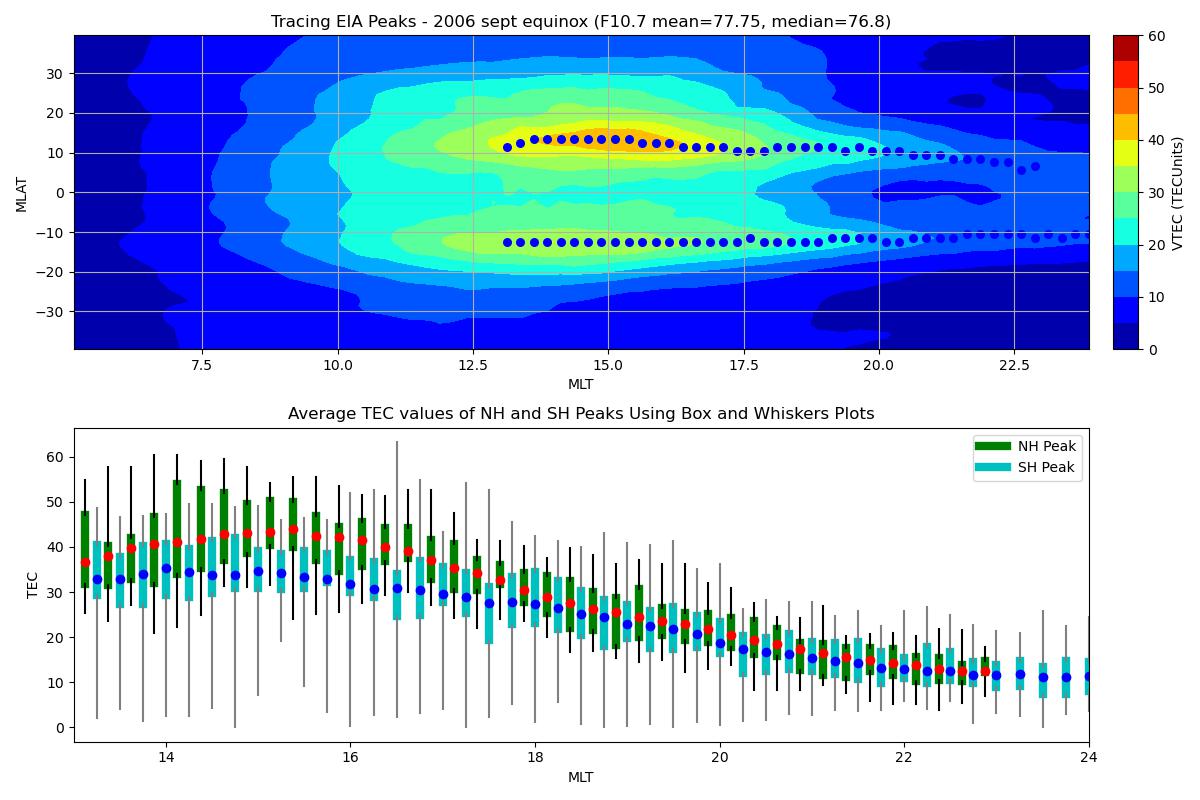 Tracing EIA Peaks - 2006 sept equinox (F10.7 mean=77.75, median=76.8)
MLAT
30
20
10
0
−10
−20
−30
7.5 10.0 12.5 15.0 17.5 20.0 22.5
MLT
60
50
40
30
20
10
0
VTEC (TECUnits)
Average TEC values of NH and SH Peaks Using Box and Whiskers Plots
TEC
60
50
40
30
20
10
0
NH Peak
SH Peak
14 16 18 20 22 24
MLT